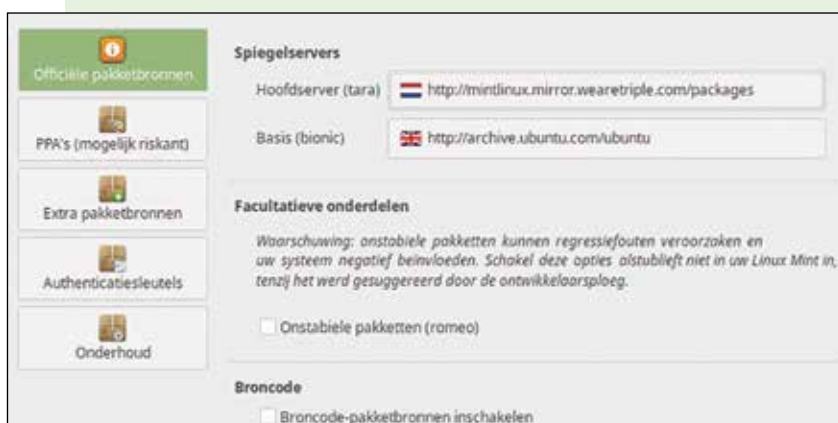 Officiële pakketbronnen
PPA's (mogelijk riskant)
Extra pakketbronnen
Authenticatiesleutels
Onderhoud
Spiegelservers
Hoofdserver (tara) http://mintlinux.mirror.wearetriple.com/packages
Basis (bionic) http://archive.ubuntu.com/ubuntu
Facultatieve onderdelen
Waarschuwing: onstabiele pakketten kunnen regressiefouten veroorzaken en
uw systeem negatief beïnvloeden. Schakel deze opties alstublieft niet in uw Linux Mint in,
tenzij het werd gesuggereerd door de ontwikkelaarsploeg.
Onstabiele pakketten (romeo)
Broncode
Broncode-pakketbronnen inschakelen